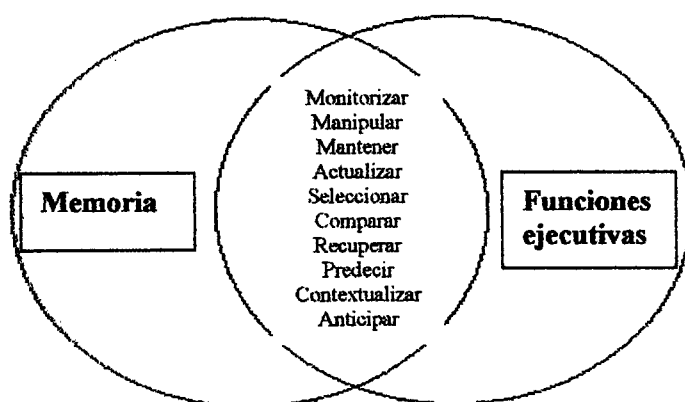 Memoria
Monitorizar
Manipular
Mantener
Actualizar
Seleccionar
Comparar
Recuperar
Predecir
Contextualizar
Anticipar
Funciones
ejecutivas